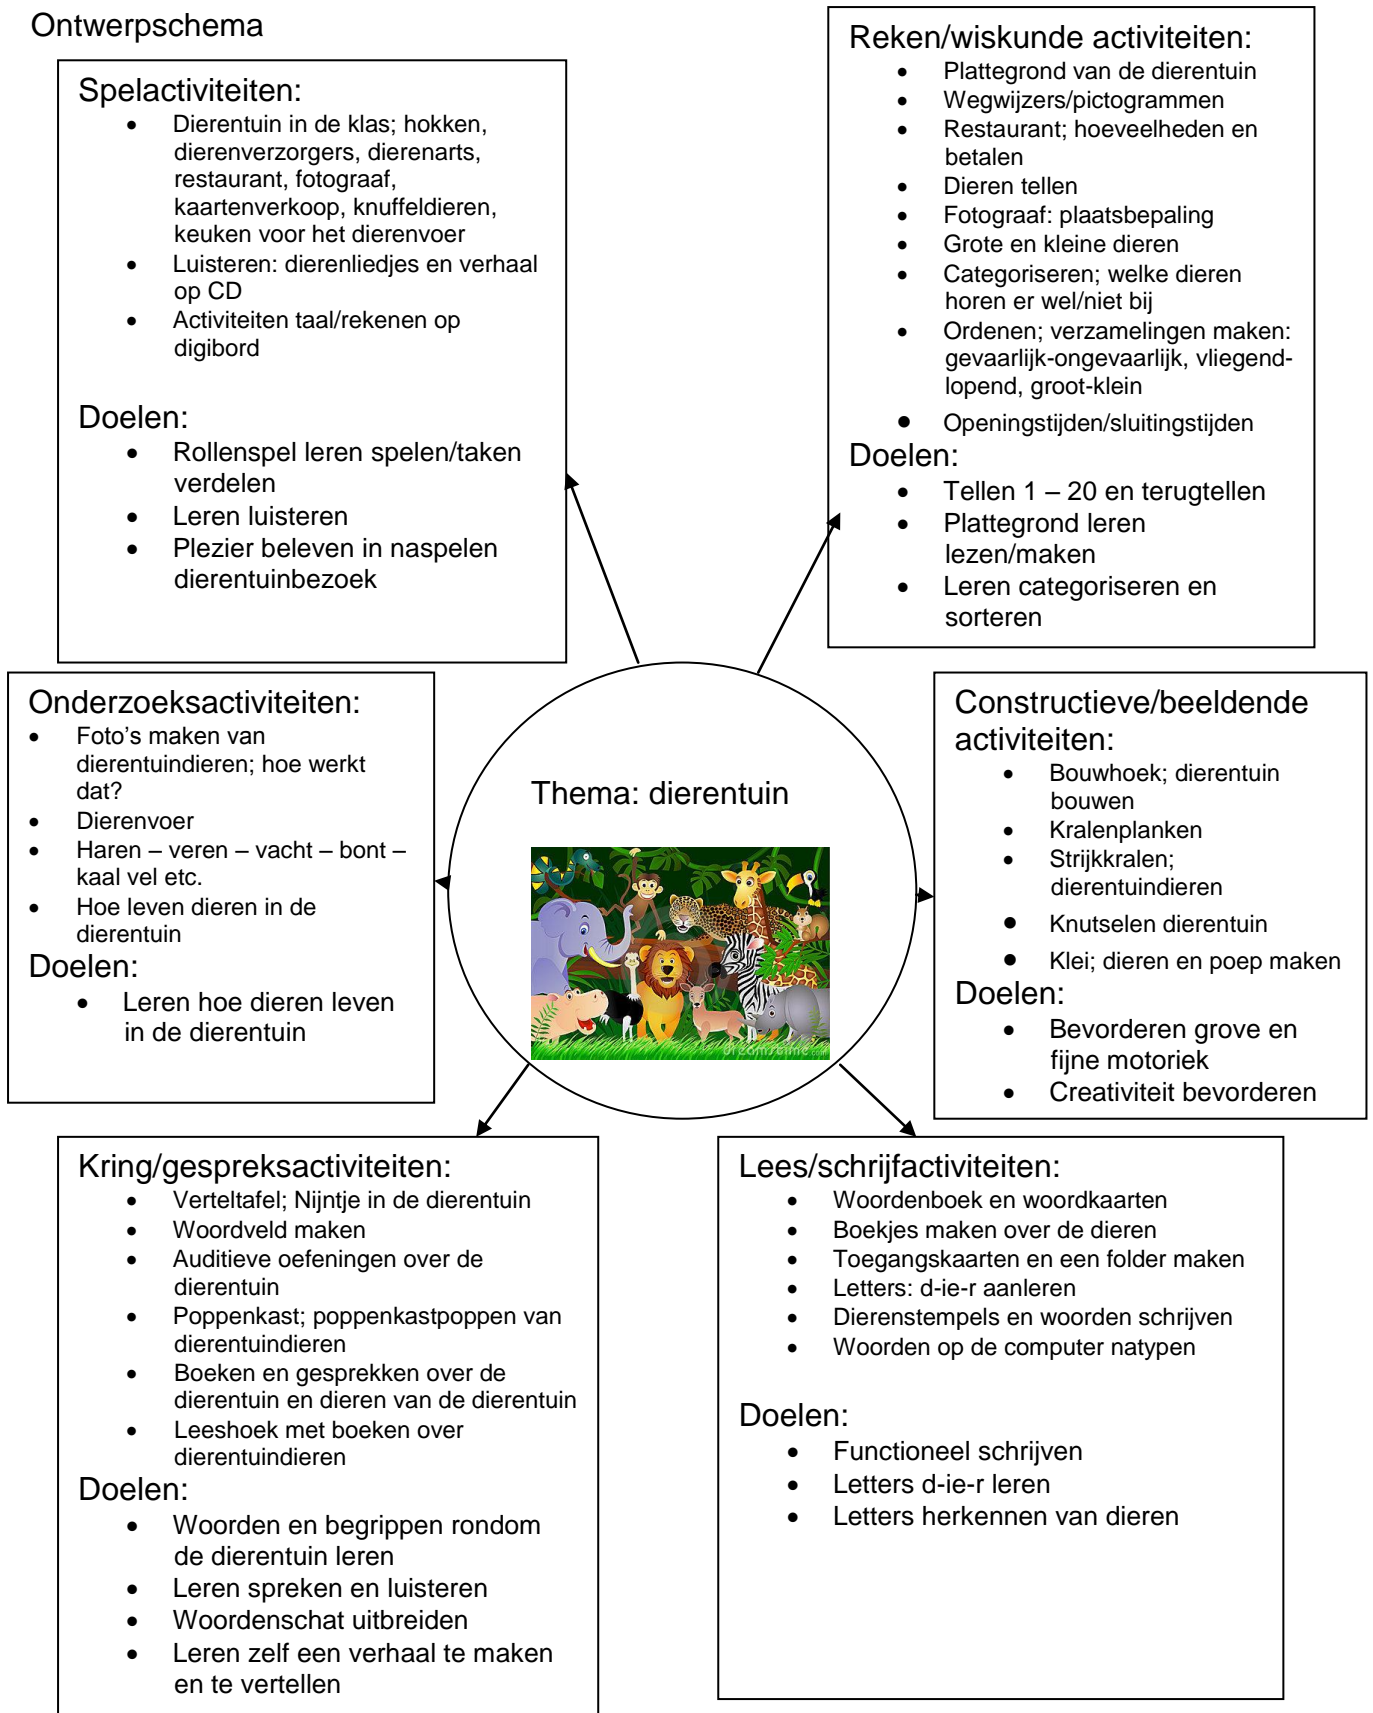 Ontwerpschema
Spelactiviteiten:
• Dierentuin in de klas; hokken,
dierenverzorgers, dierenarts,
restaurant, fotograaf,
kaartenverkoop, knuffeldieren,
keuken voor het dierenvoer
• Luisteren: dierenliedjes en verhaal
op CD
• Activiteiten taal/rekenen op
digibord
Doelen:
• Rollenspel leren spelen/taken
verdelen
• Leren luisteren
• Plezier beleven in naspelen
dierentuinbezoek
Reken/wiskunde activiteiten:
• Plattegrond van de dierentuin
• Wegwijzers/pictogrammen
• Restaurant; hoeveelheden en
betalen
• Dieren tellen
• Fotograaf: plaatsbepaling
• Grote en kleine dieren
• Categoriseren; welke dieren
horen er wel/niet bij
• Ordenen; verzamelingen maken:
gevaarlijk-ongevaarlijk, vliegend-
lopend, groot-klein
• Openingstijden/sluitingstijden
Doelen:
• Tellen 1 – 20 en terugtellen
• Plattegrond leren
lezen/maken
• Leren categoriseren en
sorteren
Onderzoeksactiviteiten:
• Foto’s maken van
dierentuindieren; hoe werkt
dat?
• Dierenvoer
• Haren – veren – vacht – bont –
kaal vel etc.
• Hoe leven dieren in de
dierentuin
Doelen:
• Leren hoe dieren leven
in de dierentuin
Thema: dierentuin
dreamstime.com
Constructieve/beeldende
activiteiten:
• Bouwhoek; dierentuin
bouwen
• Kralenplanken
• Strijkkralen;
dierentuindieren
• Knutselen dierentuin
• Klei; dieren en poep maken
Doelen:
• Bevorderen grove en
fijne motoriek
• Creativiteit bevorderen
Kring/gespreksactiviteiten:
• Verteltafel; Nijntje in de dierentuin
• Woordveld maken
• Auditieve oefeningen over de
dierentuin
• Poppenkast; poppenkastpoppen van
dierentuindieren
• Boeken en gesprekken over de
dierentuin en dieren van de dierentuin
• Leeshoek met boeken over
dierentuindieren
Doelen:
• Woorden en begrippen rondom
de dierentuin leren
• Leren spreken en luisteren
• Woordenschat uitbreiden
• Leren zelf een verhaal te maken
en te vertellen
Lees/schrijfactiviteiten:
• Woordenboek en woordkaarten
• Boekjes maken over de dieren
• Toegangskaarten en een folder maken
• Letters: d-ie-r aanleren
• Dierenstempels en woorden schrijven
• Woorden op de computer natypen
Doelen:
• Functioneel schrijven
• Letters d-ie-r leren
• Letters herkennen van dieren